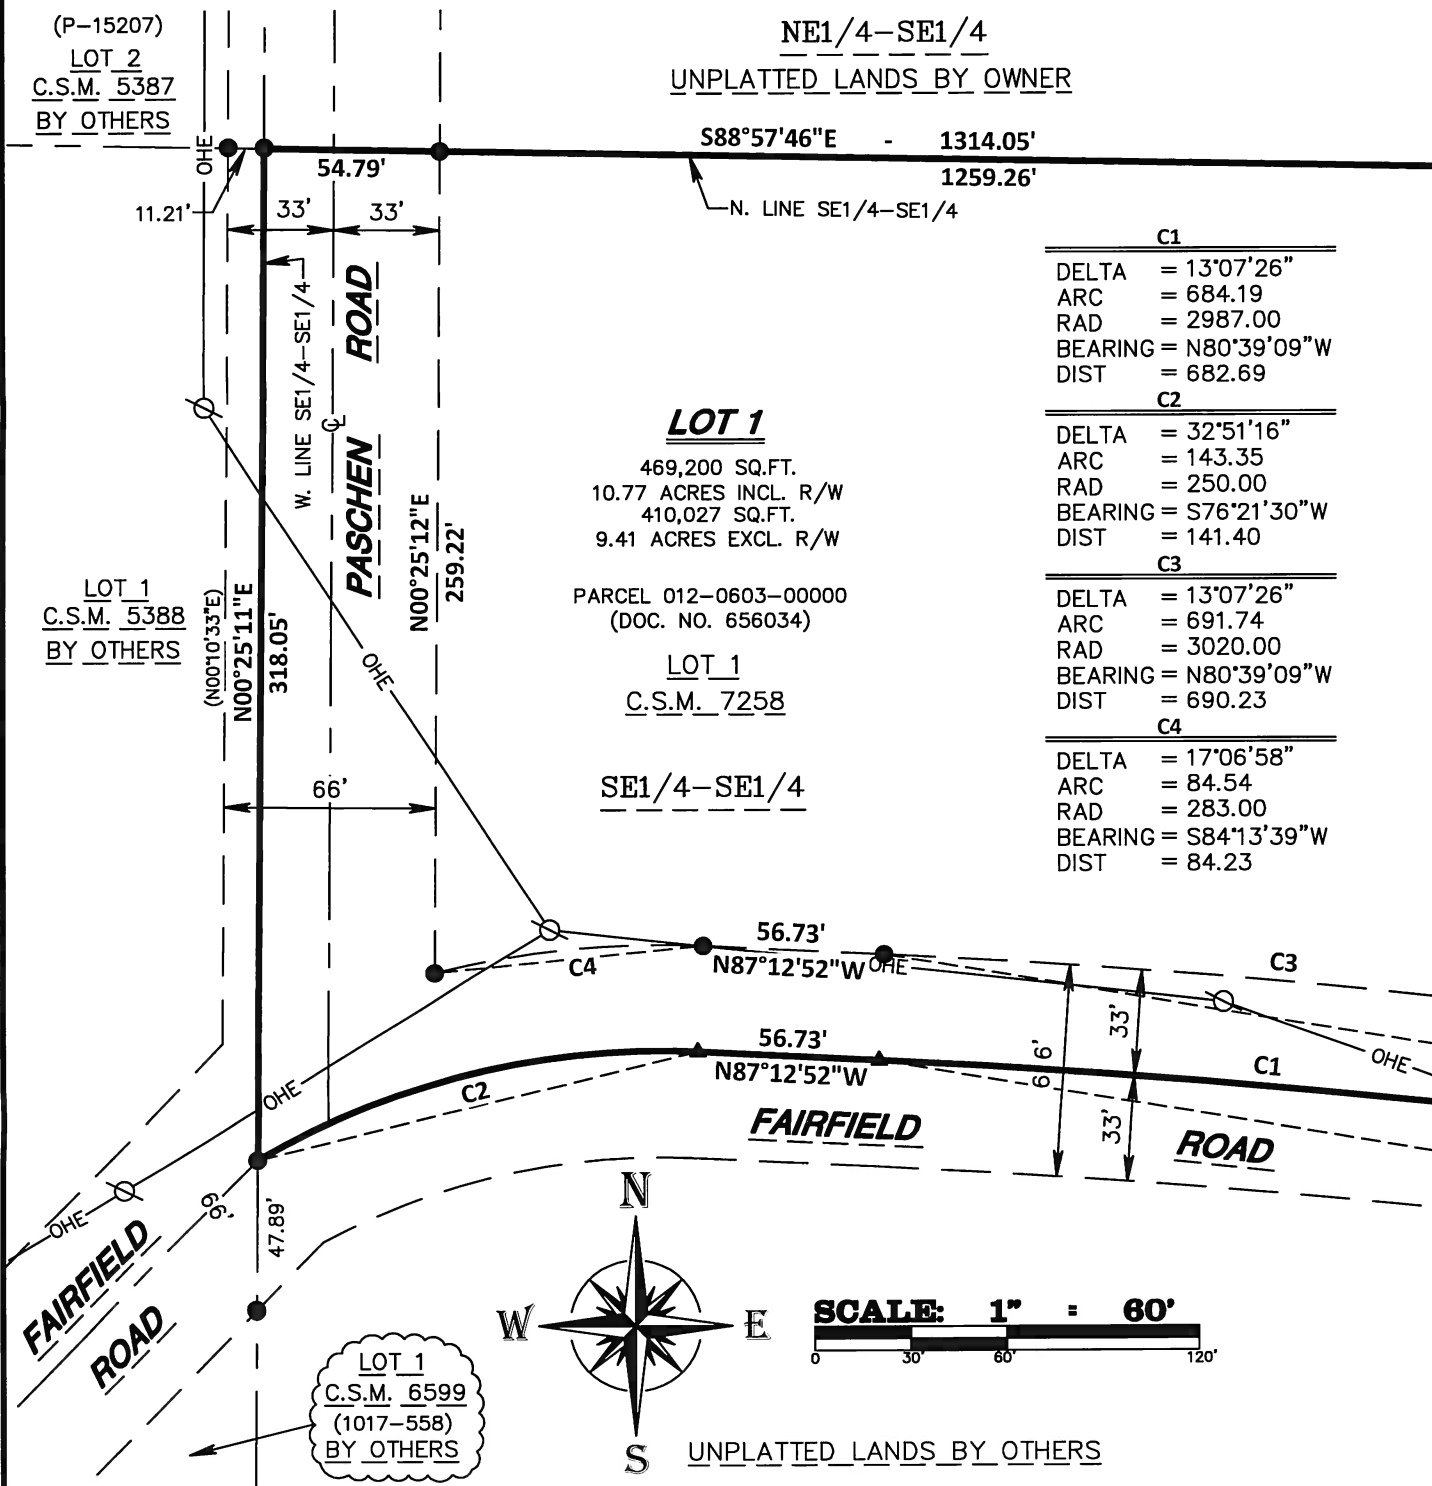 (P-15207)
LOT 2
C.S.M. 5387
BY OTHERS
NE1/4-SE1/4
UNPLATTED LANDS BY OWNER
OHE
S88°57'46"E - 1314.05'
54.79'
1259.26'
11.21'
33' 33'
N. LINE SE1/4-SE1/4
W. LINE SE1/4-SE1/4
PASCHEN ROAD
℄
C1
DELTA = 13°07'26"
ARC = 684.19
RAD = 2987.00
BEARING = N80°39'09"W
DIST = 682.69
C2
DELTA = 32°51'16"
ARC = 143.35
RAD = 250.00
BEARING = S76°21'30"W
DIST = 141.40
C3
DELTA = 13°07'26"
ARC = 691.74
RAD = 3020.00
BEARING = N80°39'09"W
DIST = 690.23
C4
DELTA = 17°06'58"
ARC = 84.54
RAD = 283.00
BEARING = S84°13'39"W
DIST = 84.23
LOT 1
469,200 SQ.FT.
10.77 ACRES INCL. R/W
410,027 SQ.FT.
9.41 ACRES EXCL. R/W
PARCEL 012-0603-00000
(DOC. NO. 656034)
LOT 1
C.S.M. 7258
SE1/4-SE1/4
N00°25'12"E
259.22'
LOT 1
C.S.M. 5388
BY OTHERS
(N00°10'33"E)
N00°25'11"E
318.05'
OHE
66'
56.73'
N87°12'52"W
OHE
C4
C3
56.73'
N87°12'52"W
66'
33'
33'
C1
OHE
C2
OHE
FAIRFIELD ROAD
OHE
66'
47.89'
FAIRFIELD
ROAD
N
W E
S
SCALE: 1" = 60'
0 30' 60' 120'
LOT 1
C.S.M. 6599
(1017-558)
BY OTHERS
UNPLATTED LANDS BY OTHERS